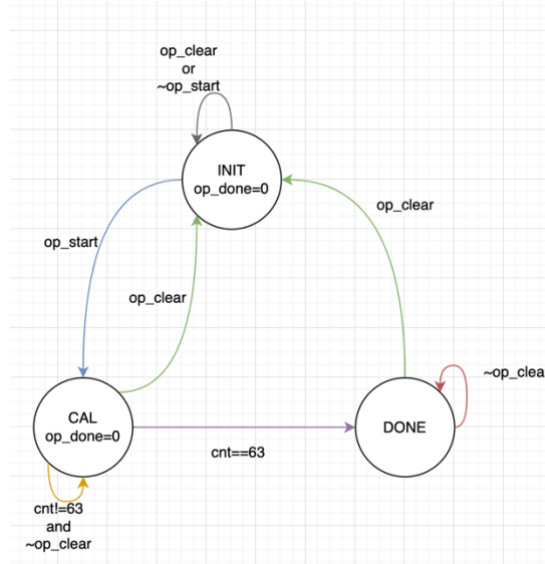 op_clear
or
~op_start
INIT
op_done=0
op_clear
op_start
op_clear
~op_clea
CAL
op_done=0
DONE
cnt==63
cnt!=63
and
~op_clear